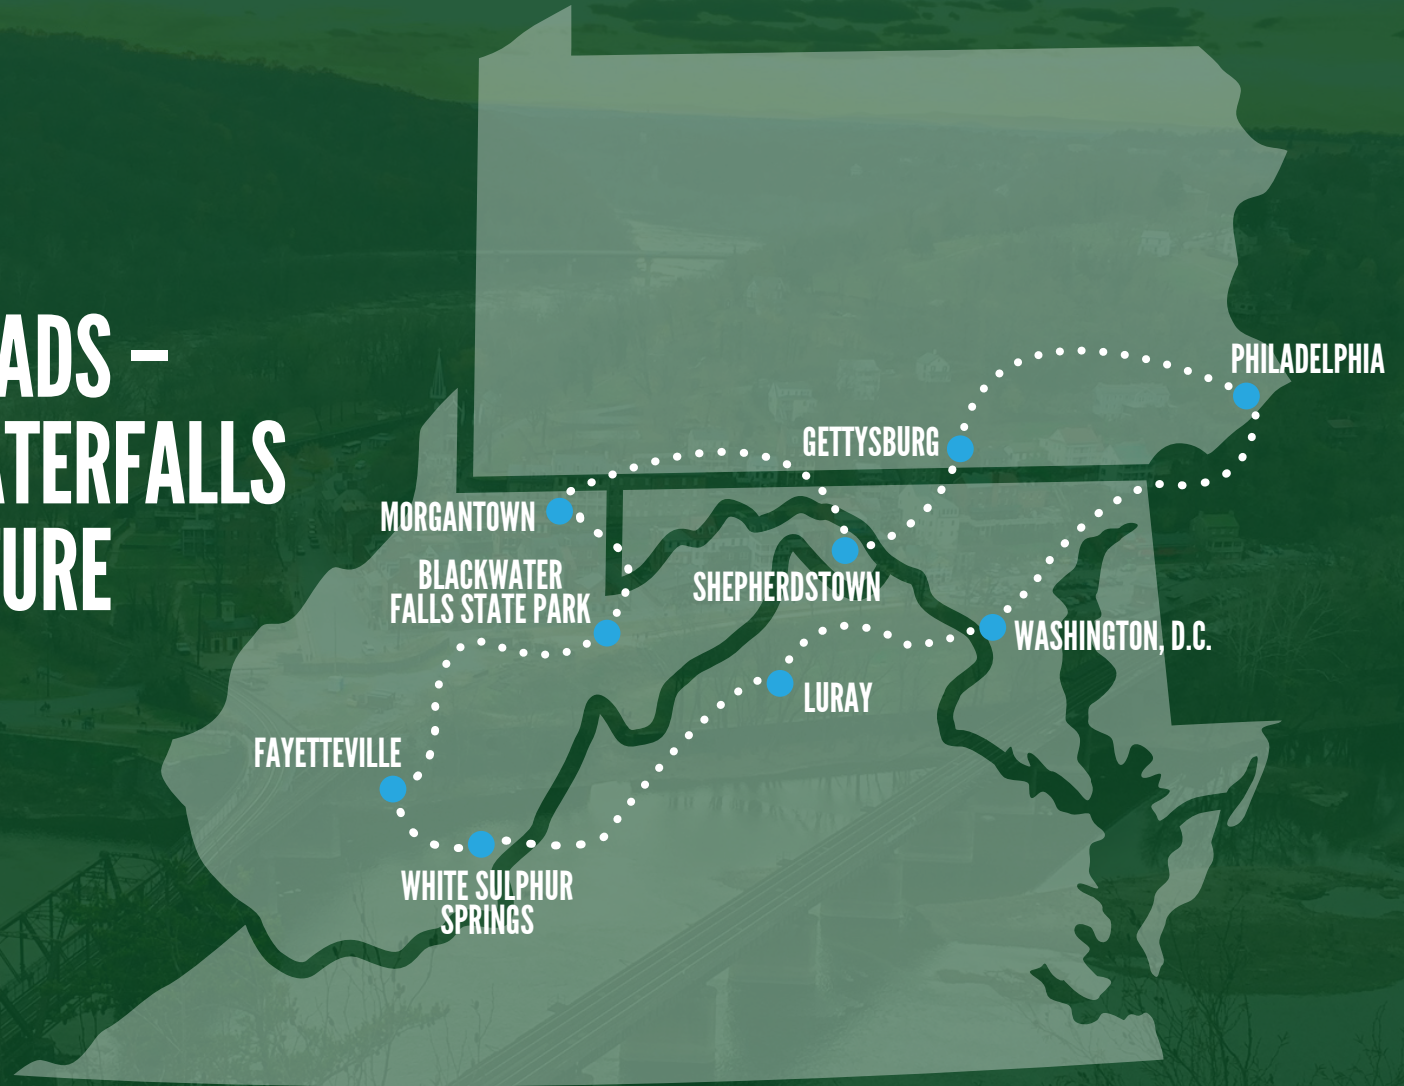 ADS –
ATERFALLS
URE
PHILADELPHIA
GETTYSBURG
MORGANTOWN
BLACKWATER
FALLS STATE PARK
SHEPHERDSTOWN
WASHINGTON, D.C.
LURAY
FAYETTEVILLE
WHITE SULPHUR
SPRINGS